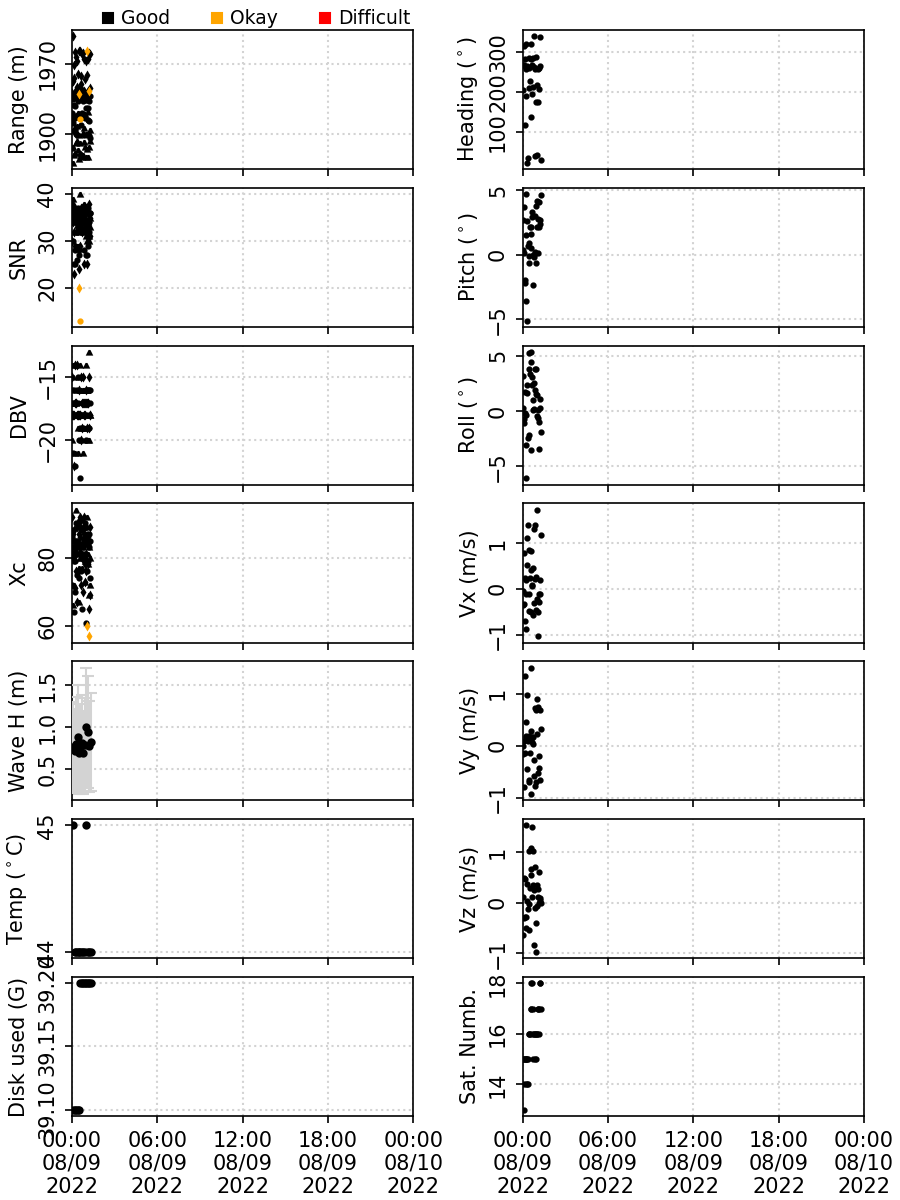 Good Okay Difficult
Range (m)
1970
1900
Heading (°)
300
200
100
SNR
40
30
20
Pitch (°)
5
0
−5
DBV
−15
−20
Roll (°)
5
0
−5
Xc
80
60
Vx (m/s)
1
0
−1
Wave H (m)
1.5
1.0
0.5
Vy (m/s)
1
0
−1
Temp (°C)
45
44
Vz (m/s)
1
0
−1
Disk used (G)
39.20
39.15
39.10
Sat. Numb.
18
16
14
00:00 06:00 12:00 18:00 00:00
08/09 08/09 08/09 08/09 08/10
2022 2022 2022 2022 2022
00:00 06:00 12:00 18:00 00:00
08/09 08/09 08/09 08/09 08/10
2022 2022 2022 2022 2022